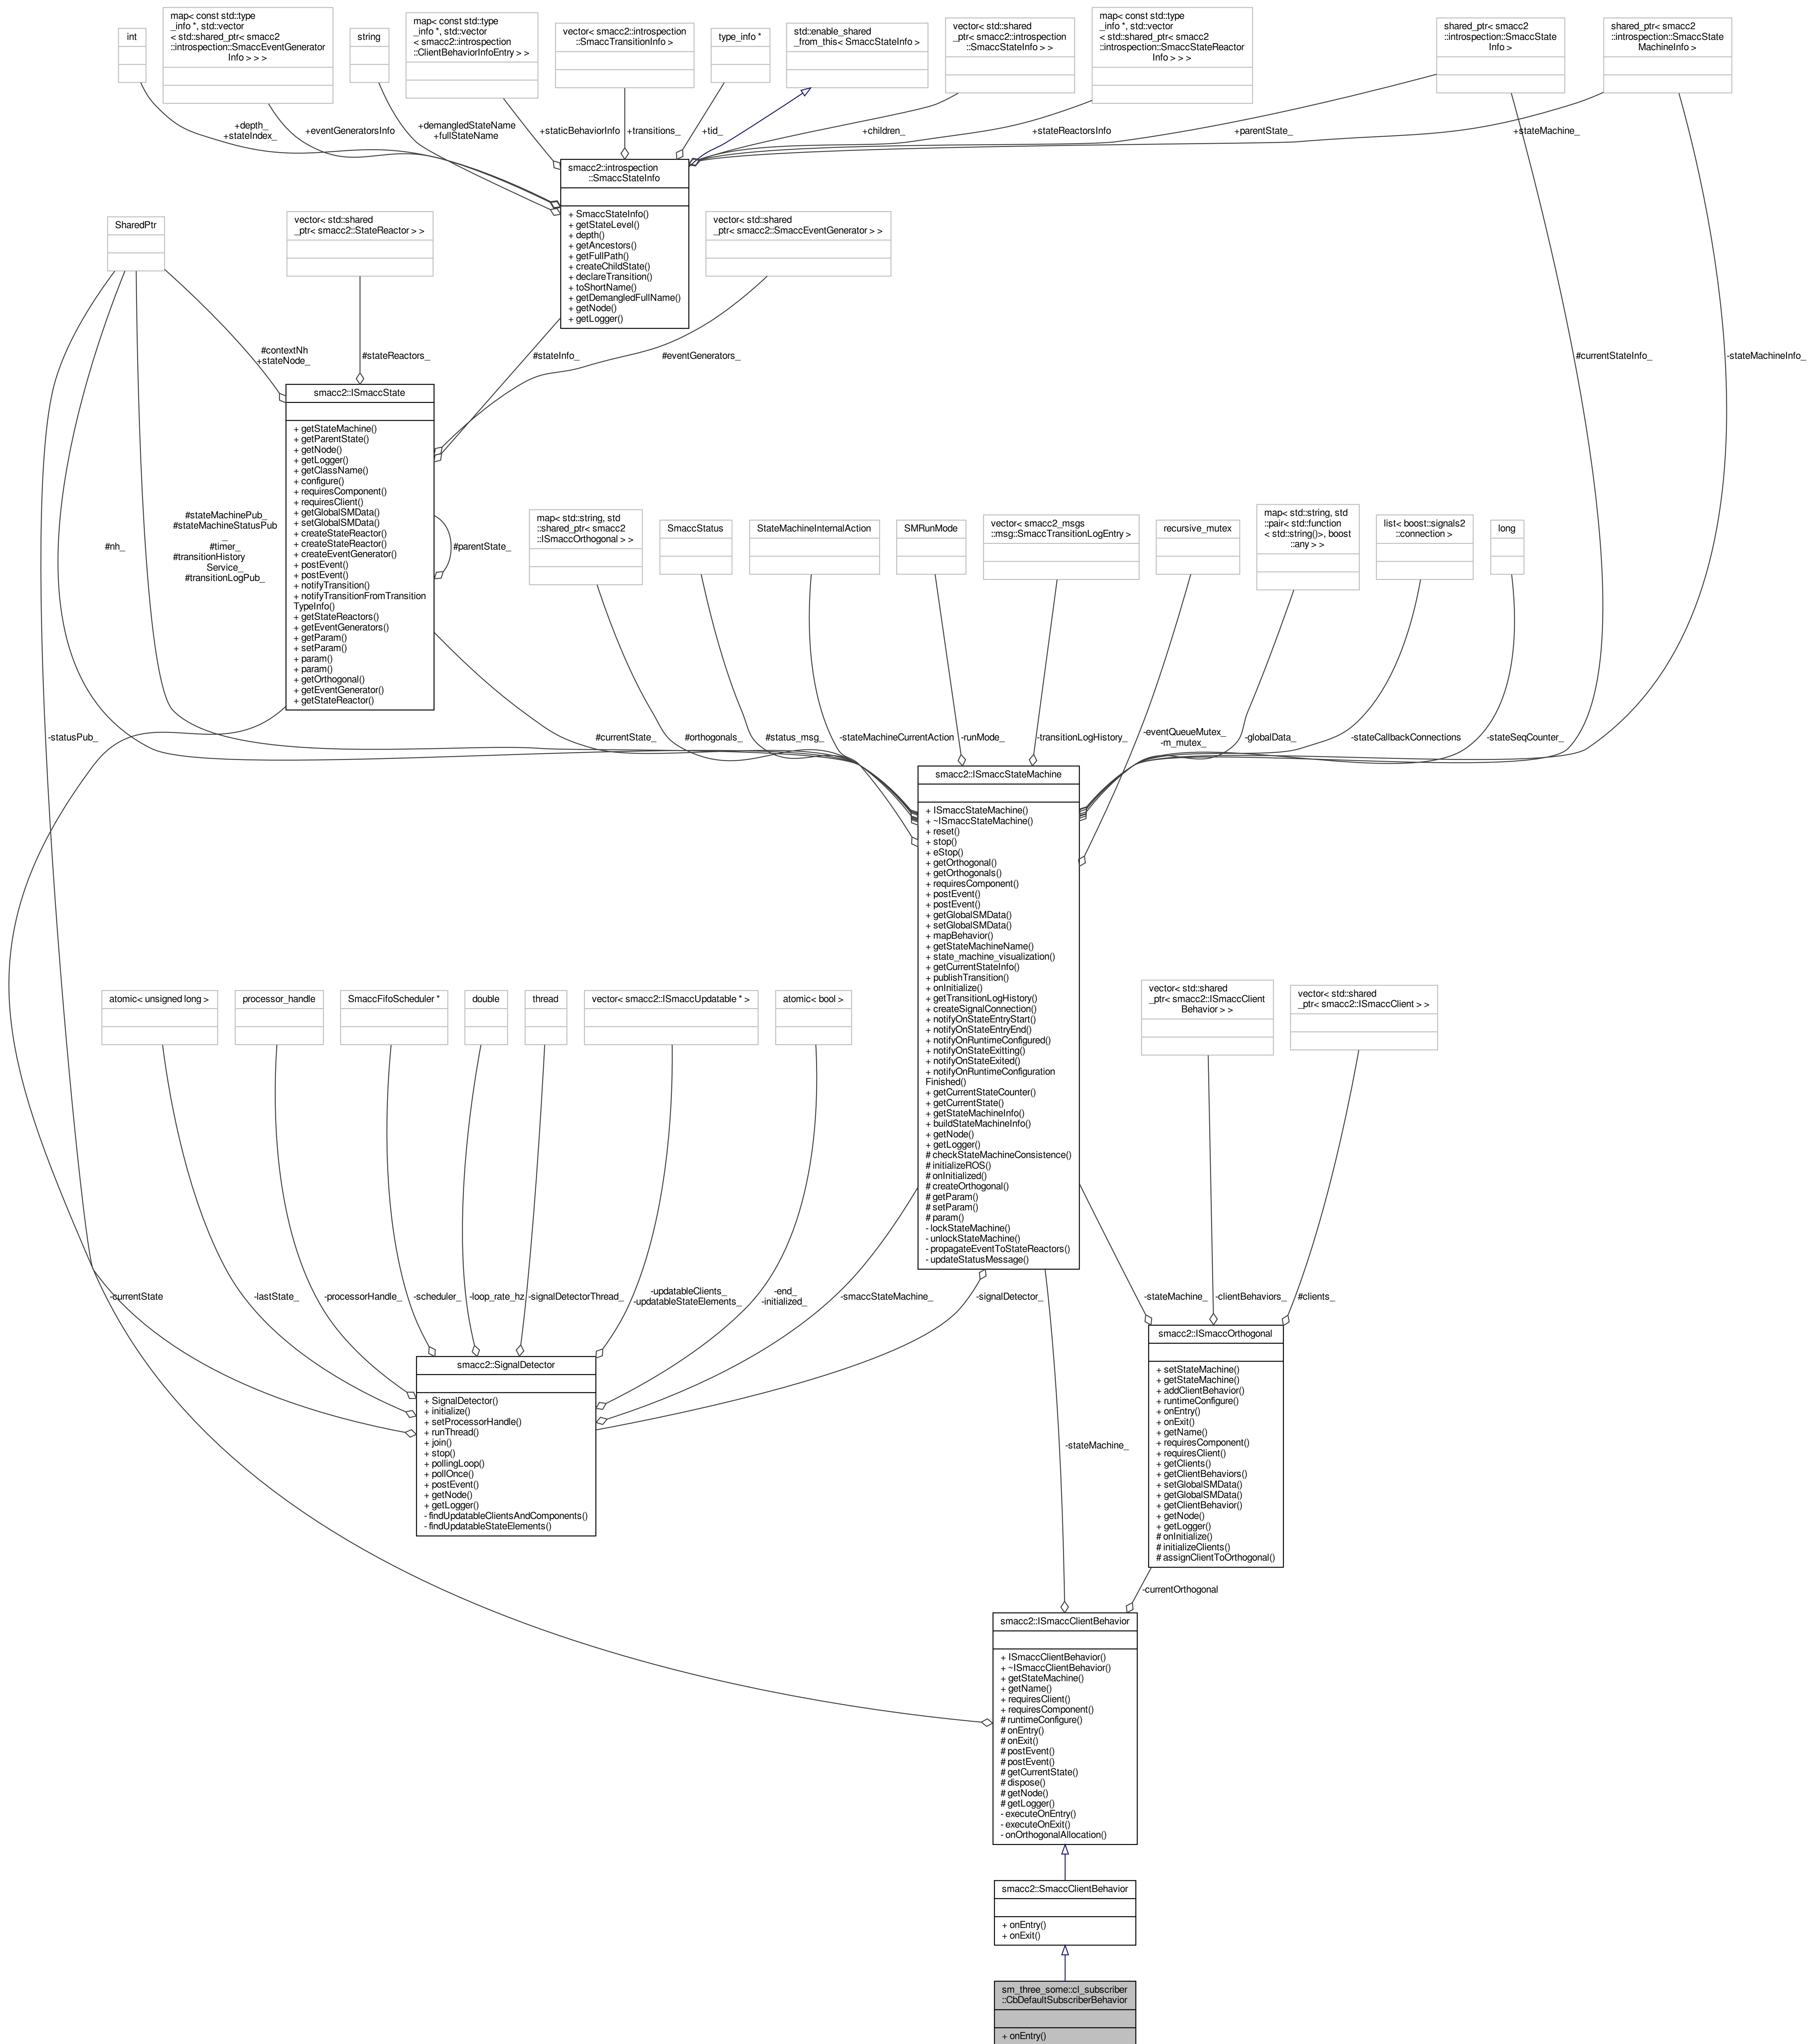 int
map< const std::type
_info *, std::vector
< std::shared_ptr< smacc2
::introspection::SmaccEventGenerator
Info > > >
string
map< const std::type
_info *, std::vector
< smacc2::introspection
::ClientBehaviorInfoEntry > >
vector< smacc2::introspection
::SmaccTransitionInfo >
type_info *
std::enable_shared
_from_this< SmaccStateInfo >
vector< std::shared
_ptr< smacc2::introspection
::SmaccStateInfo > >
map< const std::type
_info *, std::vector
< std::shared_ptr< smacc2
::introspection::SmaccStateReactor
Info > > >
shared_ptr< smacc2
::introspection::SmaccState
Info >
shared_ptr< smacc2
::introspection::SmaccState
MachineInfo >
+depth_
+stateIndex_
+eventGeneratorsInfo
+demangledStateName
+fullStateName
+staticBehaviorInfo
+transitions_
+tid_
+children_
+stateReactorsInfo
+parentState_
+stateMachine_
smacc2::introspection
::SmaccStateInfo
+ SmaccStateInfo()
+ getStateLevel()
+ depth()
+ getAncestors()
+ getFullPath()
+ createChildState()
+ declareTransition()
+ toShortName()
+ getDemangledFullName()
+ getNode()
+ getLogger()
SharedPtr
vector< std::shared
_ptr< smacc2::StateReactor > >
vector< std::shared
_ptr< smacc2::SmaccEventGenerator > >
#contextNh
+stateNode_
#stateReactors_
#stateInfo_
#eventGenerators_
#currentStateInfo_
-stateMachineInfo_
smacc2::ISmaccState
+ getStateMachine()
+ getParentState()
+ getNode()
+ getLogger()
+ getClassName()
+ configure()
+ requiresComponent()
+ requiresClient()
+ getGlobalSMData()
+ setGlobalSMData()
+ createStateReactor()
+ createStateReactor()
+ createEventGenerator()
+ postEvent()
+ postEvent()
+ notifyTransition()
+ notifyTransitionFromTransition
TypeInfo()
+ getStateReactors()
+ getEventGenerators()
+ getParam()
+ setParam()
+ param()
+ param()
+ getOrthogonal()
+ getEventGenerator()
+ getStateReactor()
#parentState_
#nh_
#stateMachinePub_
#stateMachineStatusPub
_
#timer_
#transitionHistory
Service_
#transitionLogPub_
map< std::string, std
::shared_ptr< smacc2
::ISmaccOrthogonal > >
SmaccStatus
StateMachineInternalAction
SMRunMode
vector< smacc2_msgs
::msg::SmaccTransitionLogEntry >
recursive_mutex
map< std::string, std
::pair< std::function
< std::string()>, boost
::any > >
list< boost::signals2
::connection >
long
-statusPub_
#currentState_
#orthogonals_
#status_msg_
-stateMachineCurrentAction
-runMode_
-transitionLogHistory_
-eventQueueMutex_
-m_mutex_
-globalData_
-stateCallbackConnections
-stateSeqCounter_
smacc2::ISmaccStateMachine
+ ISmaccStateMachine()
+ ~ISmaccStateMachine()
+ reset()
+ stop()
+ eStop()
+ getOrthogonal()
+ getOrthogonals()
+ requiresComponent()
+ postEvent()
+ postEvent()
+ getGlobalSMData()
+ setGlobalSMData()
+ mapBehavior()
+ getStateMachineName()
+ state_machine_visualization()
+ getCurrentStateInfo()
+ publishTransition()
+ onInitialize()
+ getTransitionLogHistory()
+ createSignalConnection()
+ notifyOnStateEntryStart()
+ notifyOnStateEntryEnd()
+ notifyOnRuntimeConfigured()
+ notifyOnStateExitting()
+ notifyOnStateExited()
+ notifyOnRuntimeConfiguration
Finished()
+ getCurrentStateCounter()
+ getCurrentState()
+ getStateMachineInfo()
+ buildStateMachineInfo()
+ getNode()
+ getLogger()
# checkStateMachineConsistence()
# initializeROS()
# onInitialized()
# createOrthogonal()
# getParam()
# setParam()
# param()
- lockStateMachine()
- unlockStateMachine()
- propagateEventToStateReactors()
- updateStatusMessage()
atomic< unsigned long >
processor_handle
SmaccFifoScheduler *
double
thread
vector< smacc2::ISmaccUpdatable * >
atomic< bool >
vector< std::shared
_ptr< smacc2::ISmaccClient
Behavior > >
vector< std::shared
_ptr< smacc2::ISmaccClient > >
-currentState
-lastState_
-processorHandle_
-scheduler_
-loop_rate_hz
-signalDetectorThread_
-updatableClients_
-updatableStateElements_
-end_
-initialized_
-smaccStateMachine_
-signalDetector_
-stateMachine_
-clientBehaviors_
#clients_
smacc2::SignalDetector
+ SignalDetector()
+ initialize()
+ setProcessorHandle()
+ runThread()
+ join()
+ stop()
+ pollingLoop()
+ pollOnce()
+ postEvent()
+ getNode()
+ getLogger()
- findUpdatableClientsAndComponents()
- findUpdatableStateElements()
smacc2::ISmaccOrthogonal
+ setStateMachine()
+ getStateMachine()
+ addClientBehavior()
+ runtimeConfigure()
+ onEntry()
+ onExit()
+ getName()
+ requiresComponent()
+ requiresClient()
+ getClients()
+ getClientBehaviors()
+ setGlobalSMData()
+ getGlobalSMData()
+ getClientBehavior()
+ getNode()
+ getLogger()
# onInitialize()
# initializeClients()
# assignClientToOrthogonal()
-stateMachine_
-currentOrthogonal
smacc2::ISmaccClientBehavior
+ ISmaccClientBehavior()
+ ~ISmaccClientBehavior()
+ getStateMachine()
+ getName()
+ requiresClient()
+ requiresComponent()
# runtimeConfigure()
# onEntry()
# onExit()
# postEvent()
# postEvent()
# getCurrentState()
# dispose()
# getNode()
# getLogger()
- executeOnEntry()
- executeOnExit()
- onOrthogonalAllocation()
smacc2::SmaccClientBehavior
+ onEntry()
+ onExit()
sm_three_some::cl_subscriber
::CbDefaultSubscriberBehavior
+ onEntry()